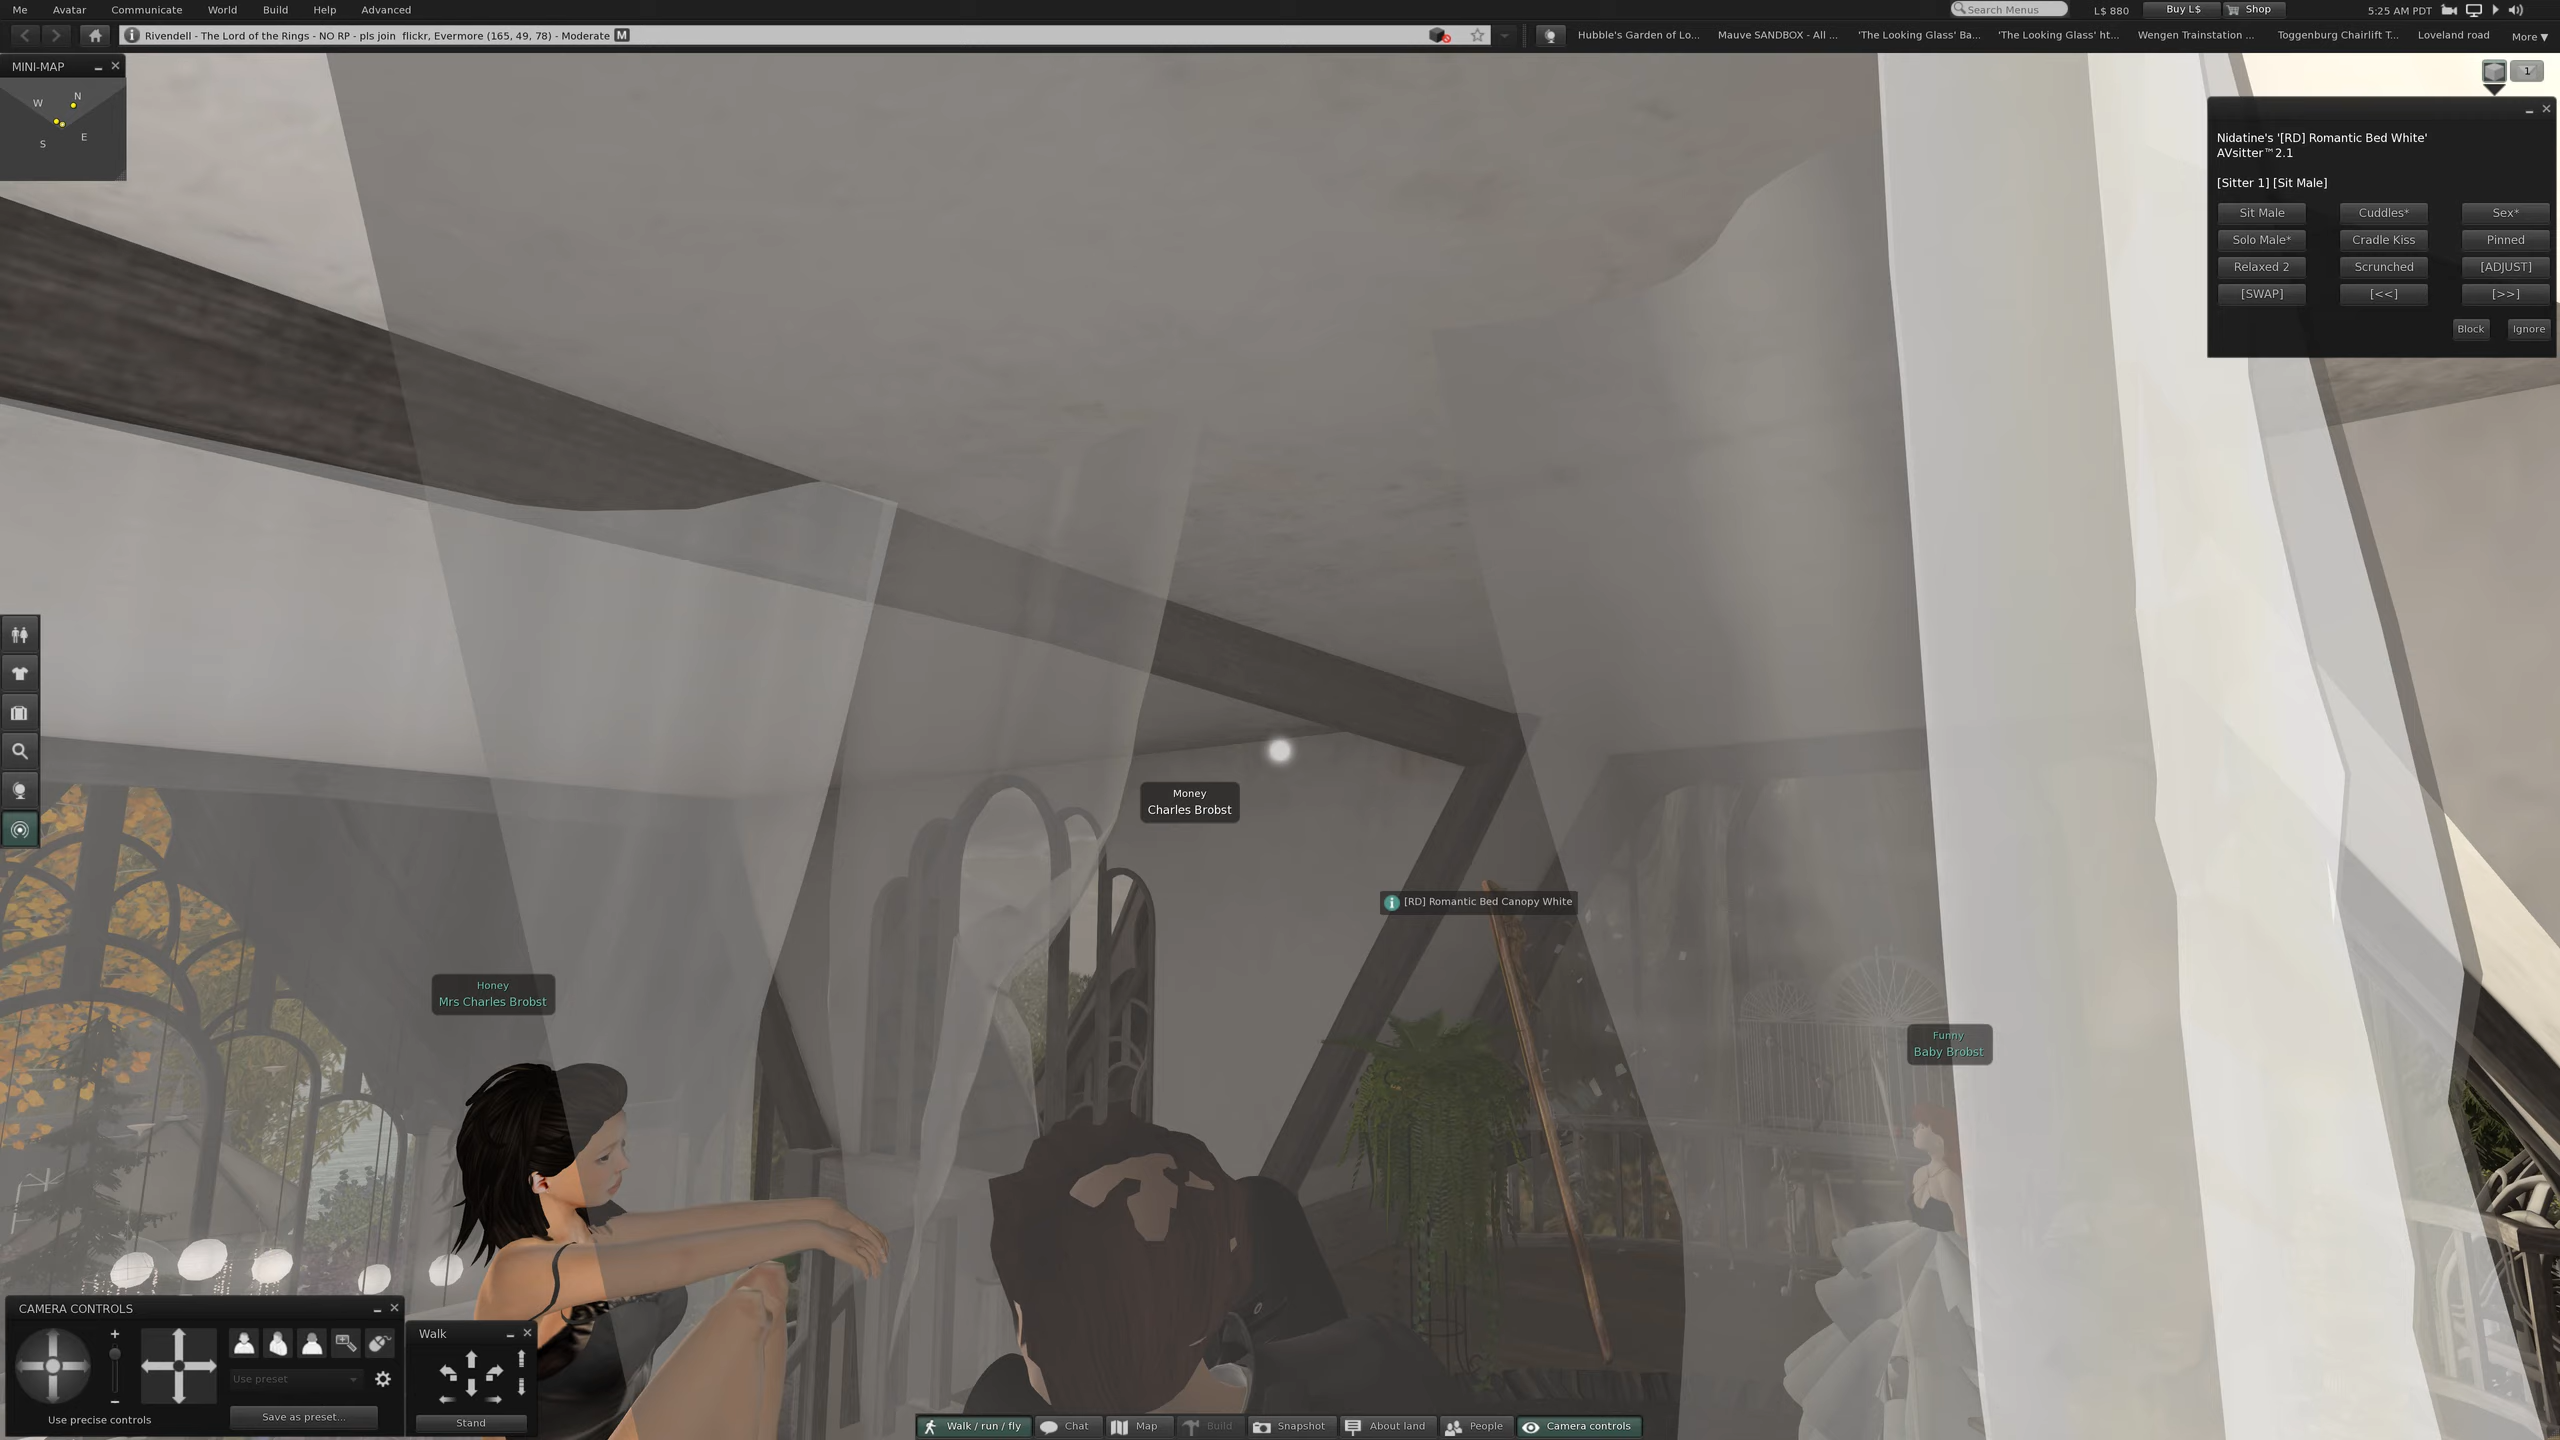 Me Avatar Communicate World Build Help Advanced
Search Menus L$ 880 Buy L$ Shop 5:25 AM PDT
Rivendell - The Lord of the Rings - NO RP - pls join  flickr, Evermore (165, 49, 78) - Moderate M
Hubble's Garden of Lo... Mauve SANDBOX - All ... 'The Looking Glass' Ba... 'The Looking Glass' ht... Wengen Trainstation ... Toggenburg Chairlift T... Loveland road More ▼
MINI-MAP
N
W
E
S
1
Nidatine's '[RD] Romantic Bed White'
AVsitter™2.1
[Sitter 1] [Sit Male]
Sit Male Cuddles* Sex*
Solo Male* Cradle Kiss Pinned
Relaxed 2 Scrunched [ADJUST]
[SWAP] [<<] [>>]
Block Ignore
Money
Charles Brobst
[RD] Romantic Bed Canopy White
Honey
Mrs Charles Brobst
Funny
Baby Brobst
CAMERA CONTROLS
Use preset
Use precise controls
Save as preset...
Walk
Stand
Walk / run / fly Chat Map Build Snapshot About land People Camera controls